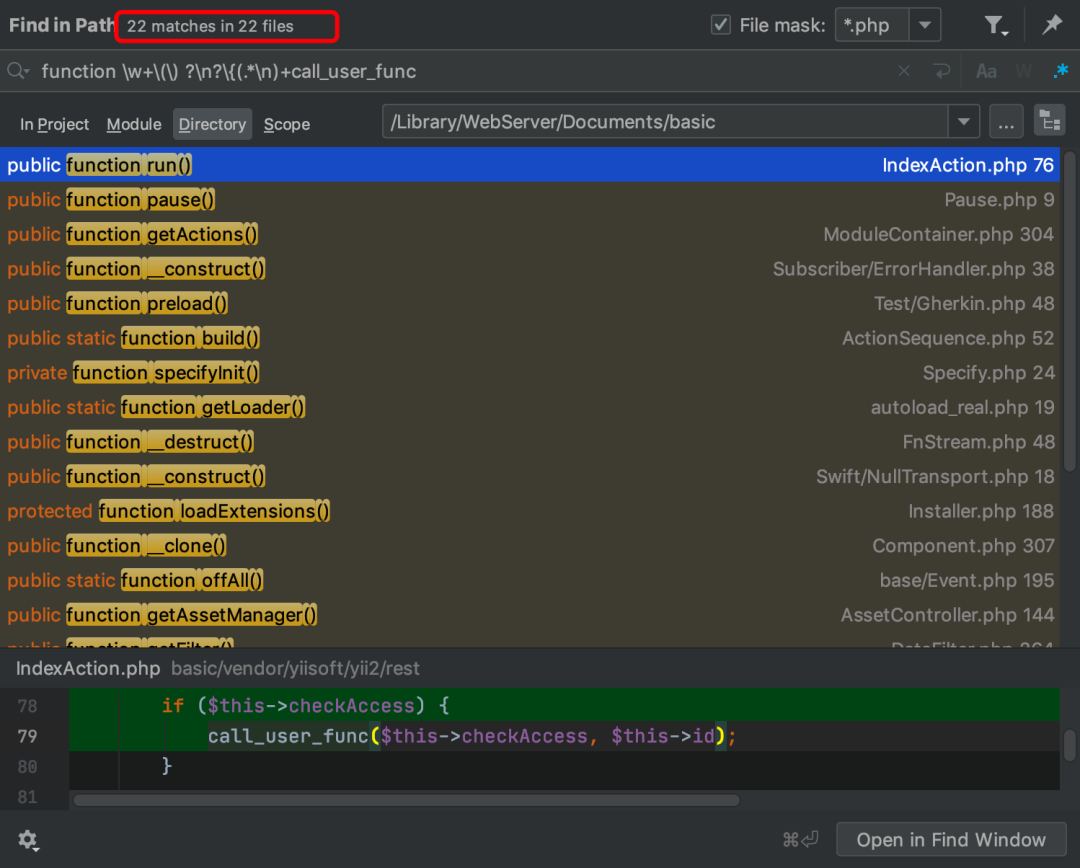 Find in Path 22 matches in 22 files File mask: *.php
function \w+\(\) ?\n?\{(.*\n)+call_user_func Aa W .*
In Project Module Directory Scope /Library/WebServer/Documents/basic ...
public function run() IndexAction.php 76
public function pause() Pause.php 9
public function getActions() ModuleContainer.php 304
public function __construct() Subscriber/ErrorHandler.php 38
public function preload() Test/Gherkin.php 48
public static function build() ActionSequence.php 52
private function specifyInit() Specify.php 24
public static function getLoader() autoload_real.php 19
public function __destruct() FnStream.php 48
public function __construct() Swift/NullTransport.php 18
protected function loadExtensions() Installer.php 188
public function __clone() Component.php 307
public static function offAll() base/Event.php 195
public function getAssetManager() AssetController.php 144
public function getFilter() DataFilter.php 264
IndexAction.php basic/vendor/yiisoft/yii2/rest
78 if ($this->checkAccess) {
79 call_user_func($this->checkAccess, $this->id);
80 }
81
⌘⏎ Open in Find Window